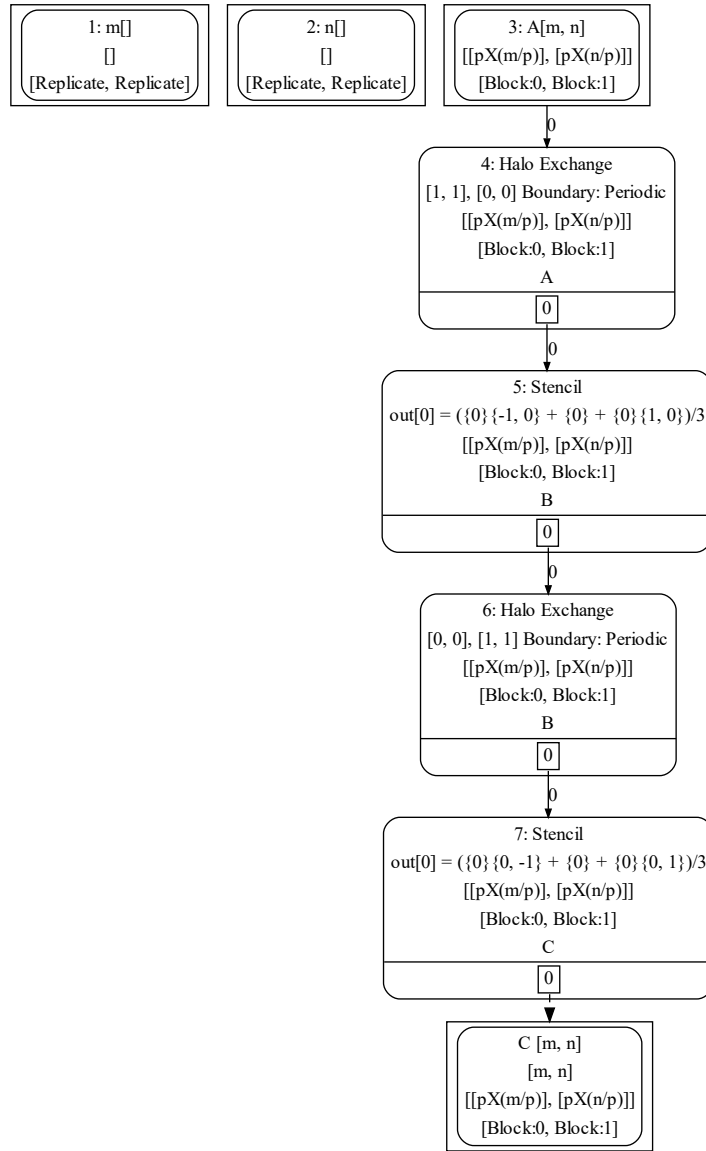 1: m[]
[]
[Replicate, Replicate]
2: n[]
[]
[Replicate, Replicate]
3: A[m, n]
[[pX(m/p)], [pX(n/p)]]
[Block:0, Block:1]
0
4: Halo Exchange
[1, 1], [0, 0] Boundary: Periodic
[[pX(m/p)], [pX(n/p)]]
[Block:0, Block:1]
A
0
0
5: Stencil
out[0] = ({0}{-1, 0} + {0} + {0}{1, 0})/3
[[pX(m/p)], [pX(n/p)]]
[Block:0, Block:1]
B
0
0
6: Halo Exchange
[0, 0], [1, 1] Boundary: Periodic
[[pX(m/p)], [pX(n/p)]]
[Block:0, Block:1]
B
0
0
7: Stencil
out[0] = ({0}{0, -1} + {0} + {0}{0, 1})/3
[[pX(m/p)], [pX(n/p)]]
[Block:0, Block:1]
C
0
C [m, n]
[m, n]
[[pX(m/p)], [pX(n/p)]]
[Block:0, Block:1]